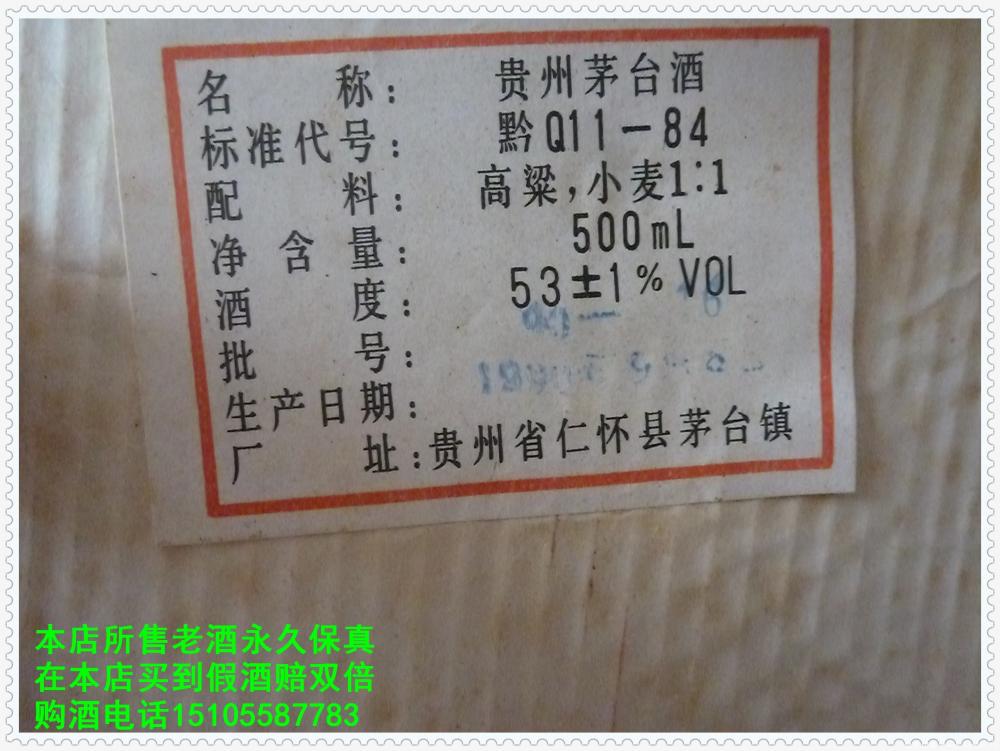 名 称： 贵州茅台酒
标准代号： 黔Q11-84
配 料： 高粱，小麦1:1
净 含 量： 500mL
酒 度： 53±1% VOL
批 号：
生产日期：
厂 址：贵州省仁怀县茅台镇
本店所售老酒永久保真
在本店买到假酒赔双倍
购酒电话15105587783